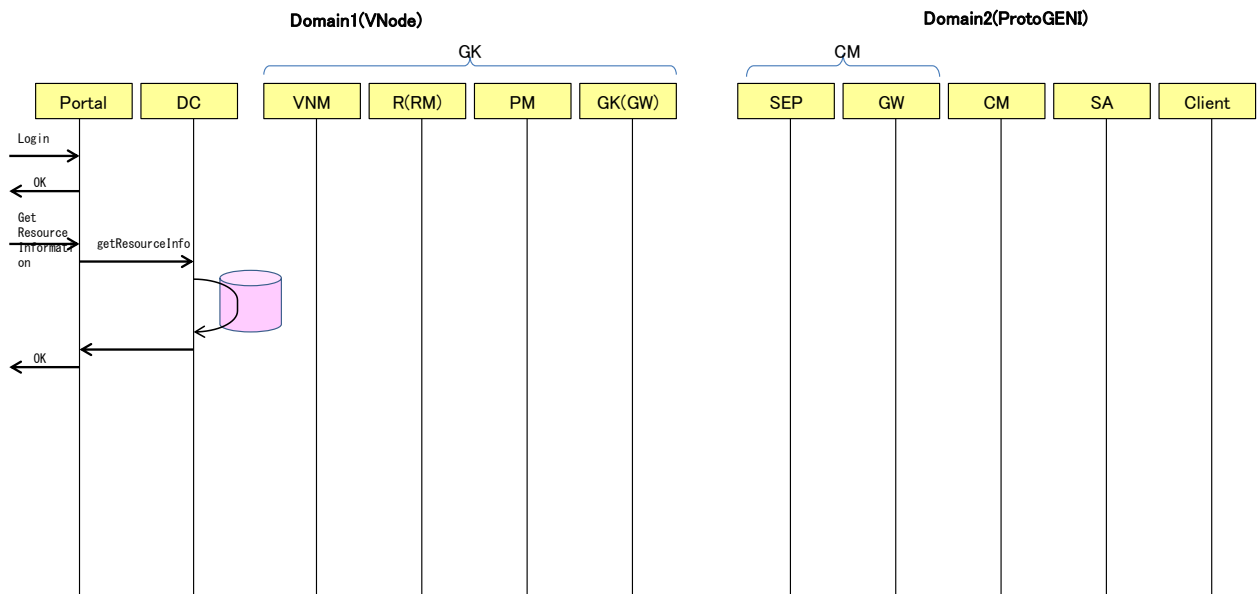 Domain1(VNode)
Domain2(ProtoGENI)
GK
CM
Portal
DC
VNM
R(RM)
PM
GK(GW)
SEP
GW
CM
SA
Client
Login
OK
Get
Resource
Informati
on
getResourceInfo
OK